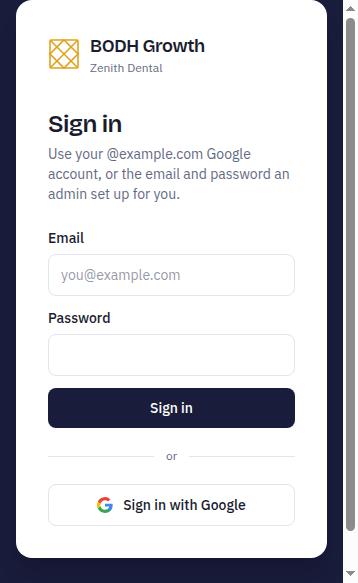 BODH Growth
Zenith Dental
Sign in
Use your @example.com Google
account, or the email and password an
admin set up for you.
Email
you@example.com
Password
Sign in
or
Sign in with Google